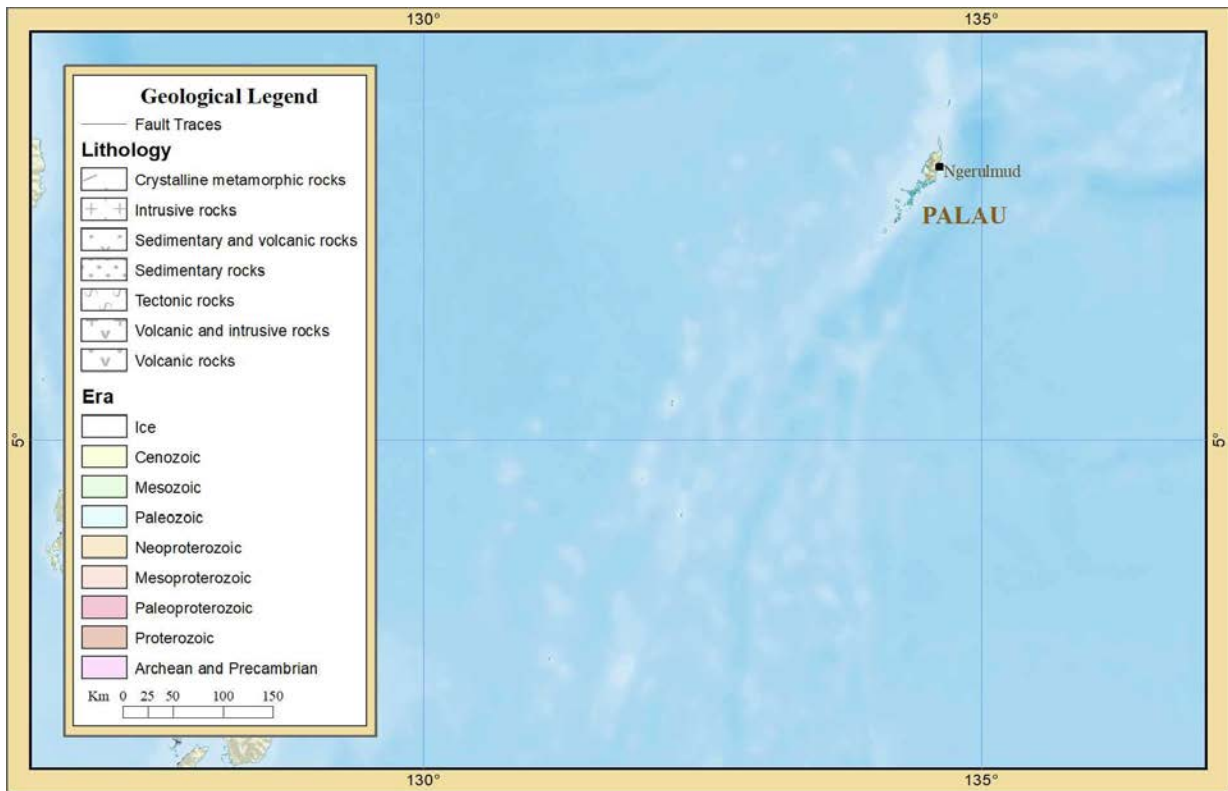 130°
135°
Geological Legend
Fault Traces
Lithology
Crystalline metamorphic rocks
Intrusive rocks
Sedimentary and volcanic rocks
Sedimentary rocks
Tectonic rocks
Volcanic and intrusive rocks
Volcanic rocks
Era
Ice
Cenozoic
Mesozoic
Paleozoic
Neoproterozoic
Mesoproterozoic
Paleoproterozoic
Proterozoic
Archean and Precambrian
Km 0 25 50 100 150
Ngerulmud
PALAU
5°
5°
130°
135°